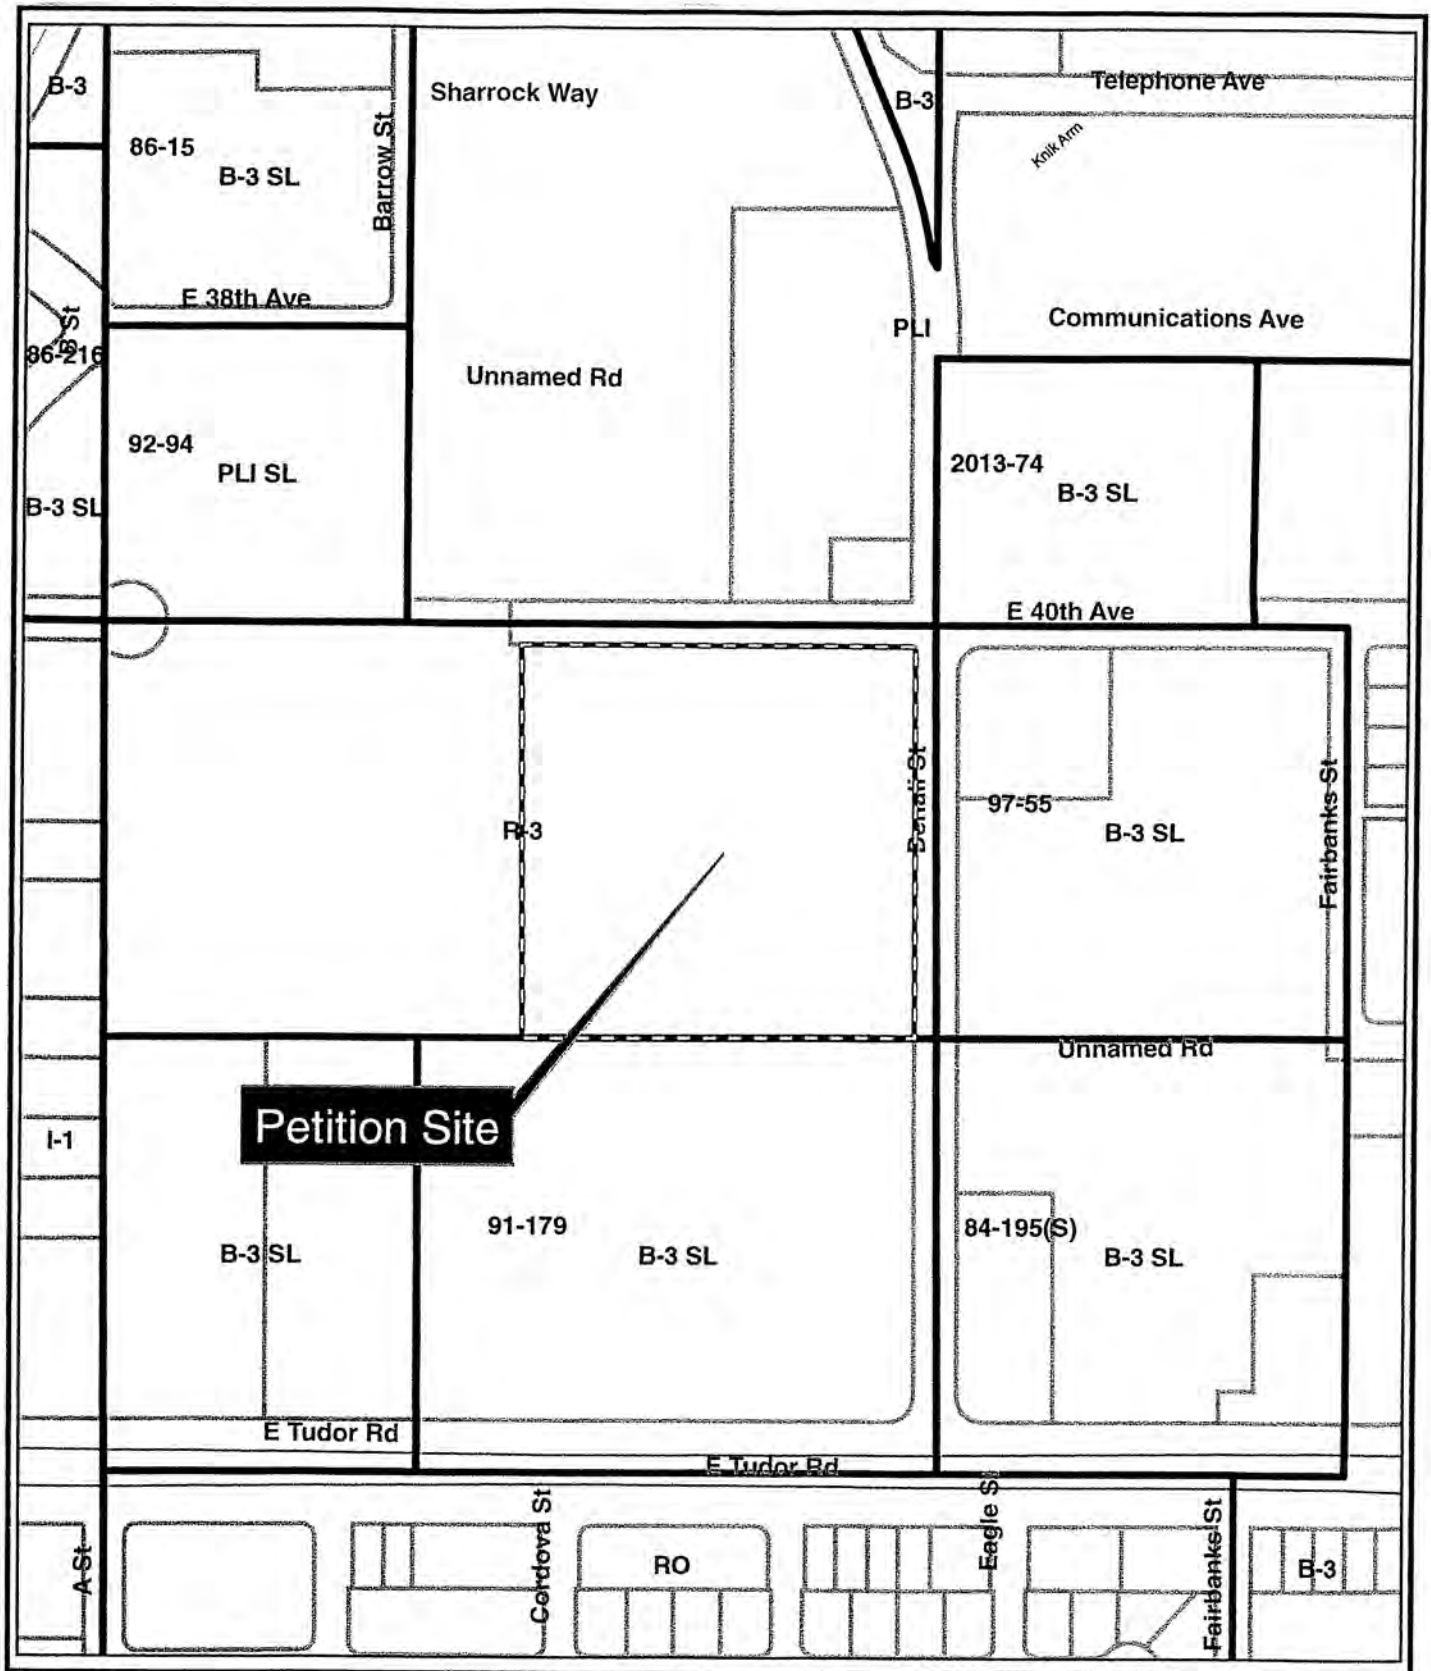 B-3
Sharrock Way
B-3
Telephone Ave
Knik Arm
86-15
B-3 SL
Barrow St
E 38th Ave
B St
86-216
PLI
Communications Ave
Unnamed Rd
92-94
PLI SL
B-3 SL
2013-74
B-3 SL
E 40th Ave
R-3
Denali St
97-55
B-3 SL
Fairbanks St
Unnamed Rd
Petition Site
I-1
91-179
B-3 SL
B-3 SL
84-195(S)
B-3 SL
E Tudor Rd
E Tudor Rd
A St
Cordova St
RO
Eagle St
Fairbanks St
B-3